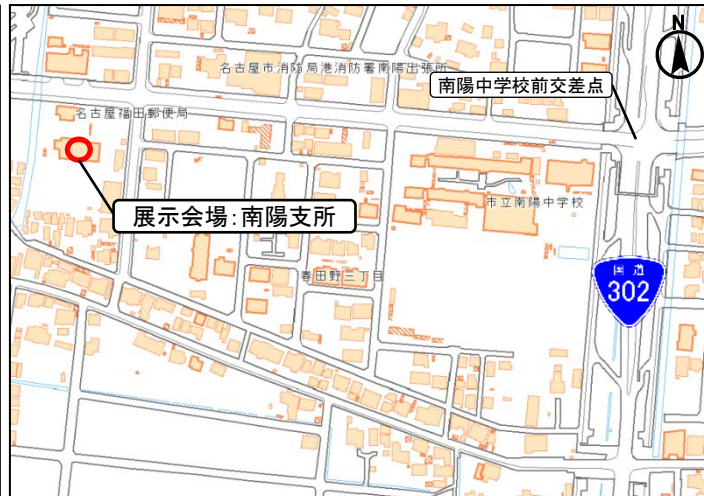 N
名古屋市消防局港消防署南陽出張所
南陽中学校前交差点
名古屋福田郵便局
市立南陽中学校
展示会場:南陽支所
国道
302
春田野三丁目